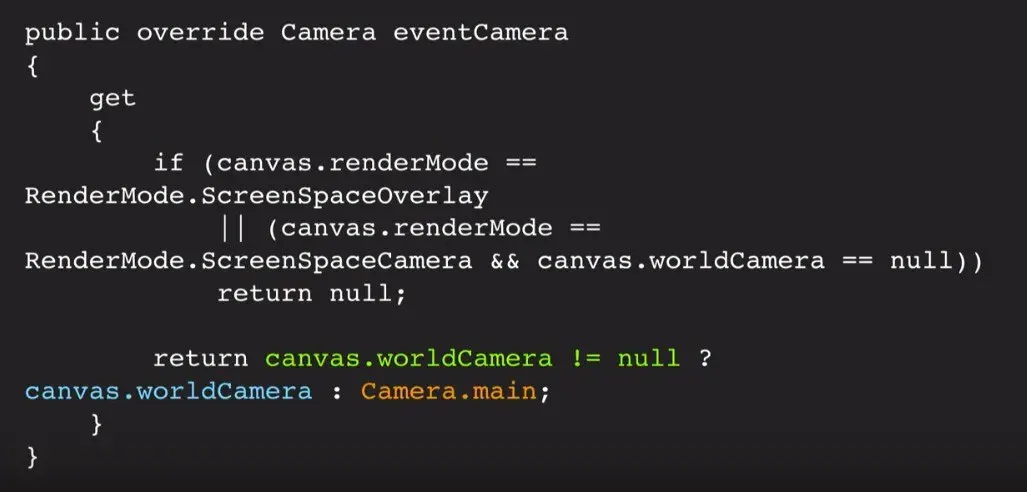 public override Camera eventCamera
{
    get
    {
        if (canvas.renderMode ==
RenderMode.ScreenSpaceOverlay
            || (canvas.renderMode ==
RenderMode.ScreenSpaceCamera && canvas.worldCamera == null))
            return null;

        return canvas.worldCamera != null ?
canvas.worldCamera : Camera.main;
    }
}